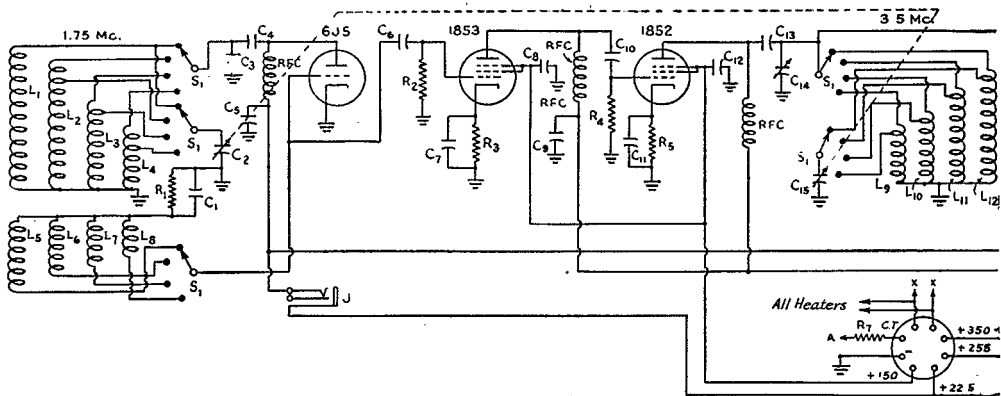 1.75 Mc.
6J5
1853
1852
3 5 Mc.
C4
C3
RFC
C6
R2
C8
RFC
C10
C12
C13
C14
S1
S1
L1
L2
L3
L4
S1
C5
C2
RFC
R4
RFC
C7
R3
C9
C11
R5
S1
C15
L9
L10
L11
L12
R1
C1
L5
L6
L7
L8
S1
J
All Heaters
X
X
A
R7
C.T.
+350
+255
-
+150
+22 5